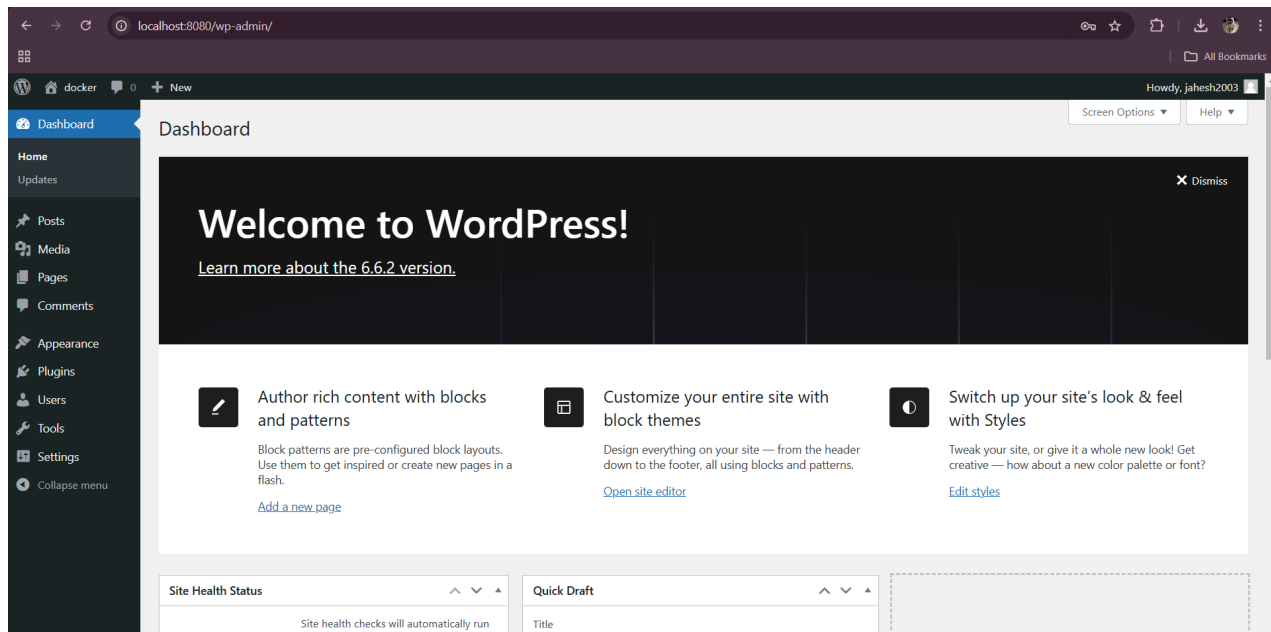 localhost:8080/wp-admin/
All Bookmarks
docker 0 New
Howdy, jahesh2003
Dashboard
Home
Updates
Posts
Media
Pages
Comments
Appearance
Plugins
Users
Tools
Settings
Collapse menu
Screen Options
Help
Dashboard
Dismiss
Welcome to WordPress!
Learn more about the 6.6.2 version.
Author rich content with blocks
and patterns
Block patterns are pre-configured block layouts.
Use them to get inspired or create new pages in a
flash.
Add a new page
Customize your entire site with
block themes
Design everything on your site — from the header
down to the footer, all using blocks and patterns.
Open site editor
Switch up your site’s look & feel
with Styles
Tweak your site, or give it a whole new look! Get
creative — how about a new color palette or font?
Edit styles
Site Health Status
Site health checks will automatically run
Quick Draft
Title